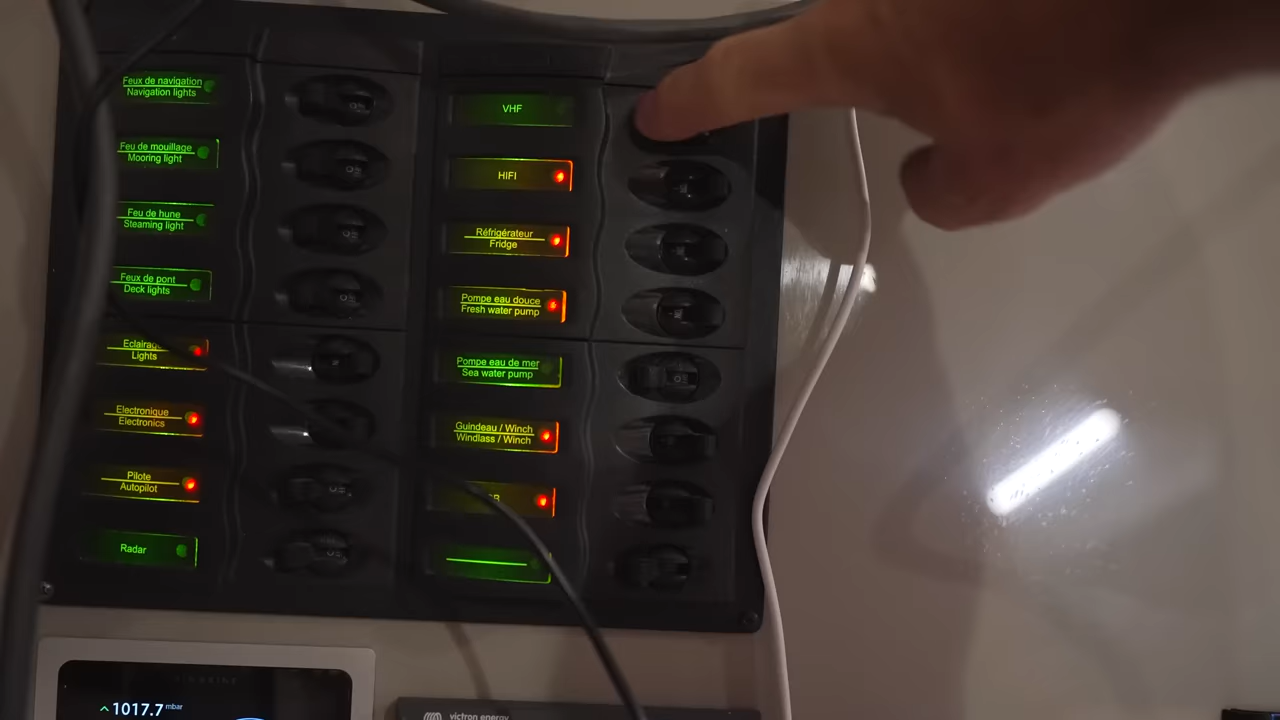 Feux de navigation
Navigation lights
Feu de mouillage
Mooring light
Feu de hune
Steaming light
Feux de pont
Deck lights
Lights
Electronique
Electronics
Pilote
Autopilot
Radar
VHF
HIFI
Réfrigérateur
Fridge
Pompe eau douce
Fresh water pump
Pompe eau de mer
Sea water pump
Guindeau / Winch
Windlass / Winch
1017.7 mbar
victron energy